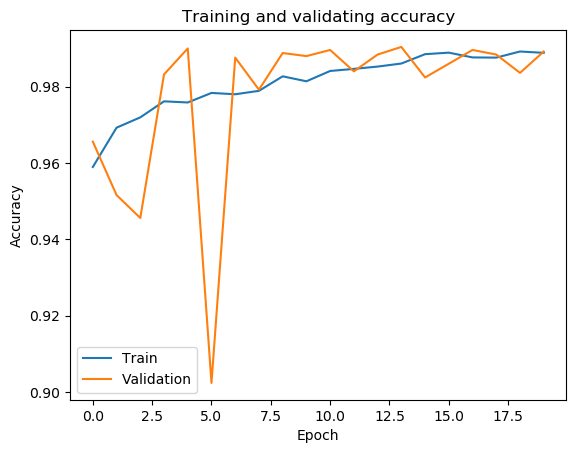 Training and validating accuracy
Accuracy
0.98
0.96
0.94
0.92
0.90
Train
Validation
0.0 2.5 5.0 7.5 10.0 12.5 15.0 17.5
Epoch